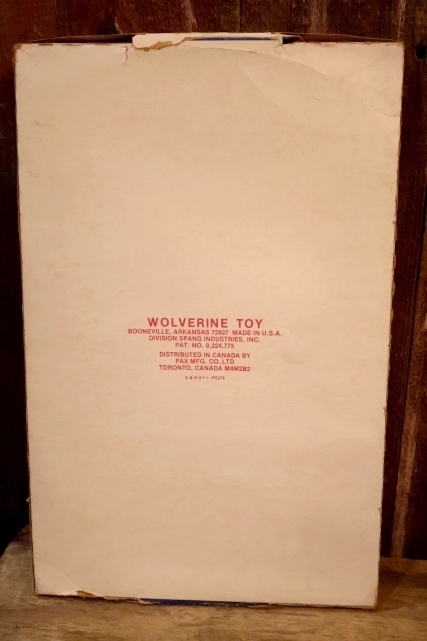 WOLVERINE TOY
BOONEVILLE, ARKANSAS 72927 MADE IN U.S.A.
DIVISION SPANG INDUSTRIES, INC.
PAT. NO. 9,224,775
DISTRIBUTED IN CANADA BY
PAX MFG. CO., LTD
TORONTO, CANADA M4M2B2